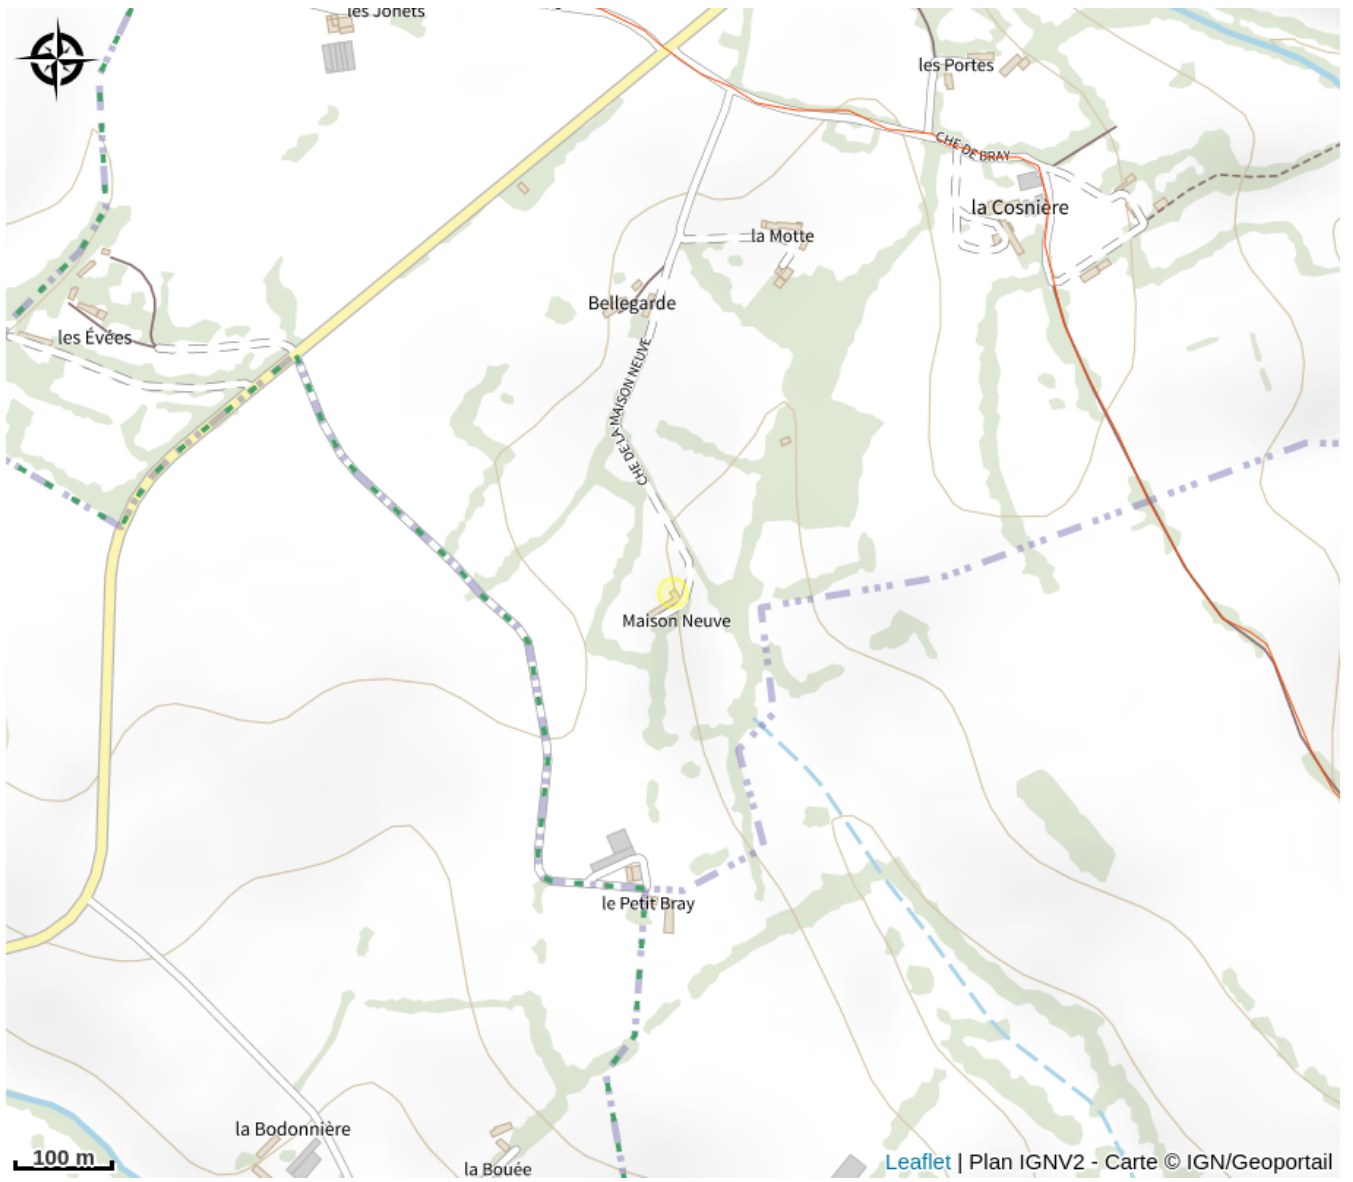 les Jonets
les Portes
CHE DE BRAY
la Cosnière
la Motte
Bellegarde
les Évées
CHE DE LA MAISON NEUVE
Maison Neuve
le Petit Bray
la Bodonnière
la Bouée
100 m
Leaflet | Plan IGNV2 - Carte © IGN/Geoportail